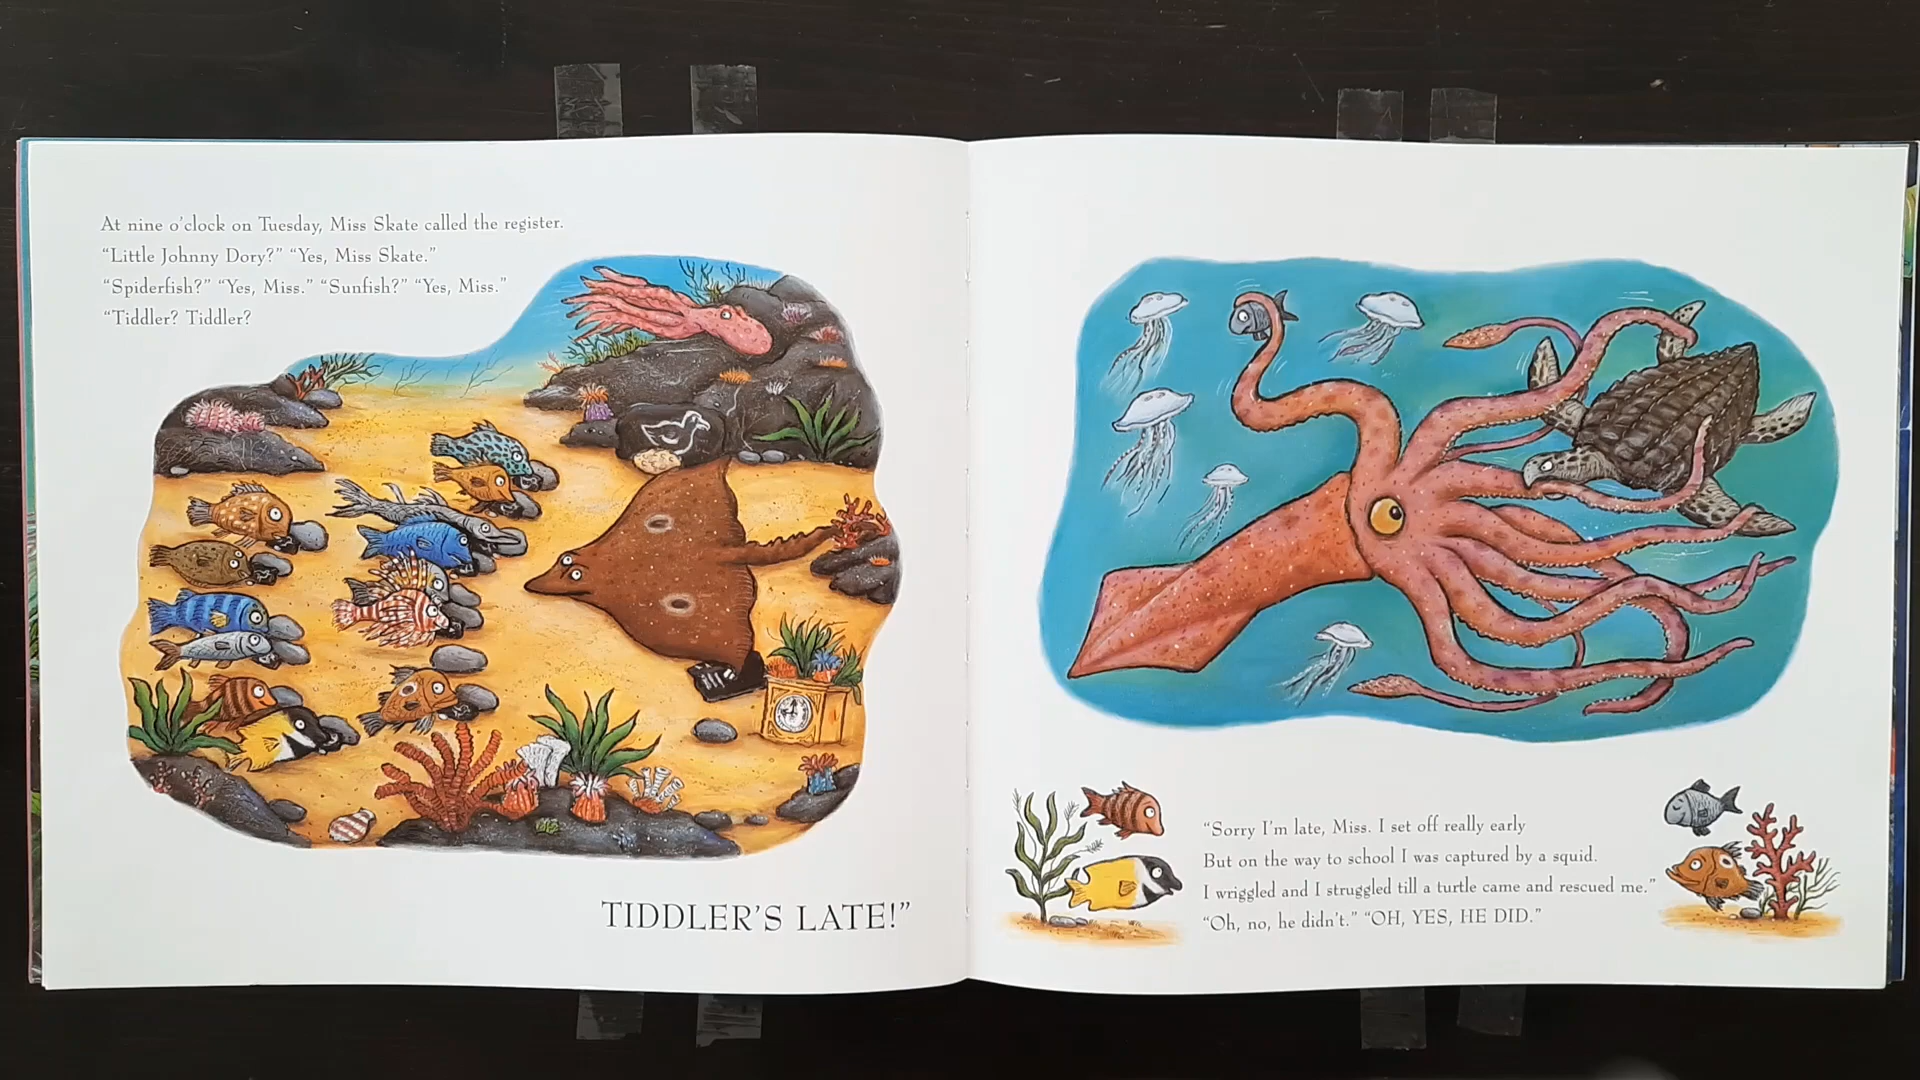 At nine o'clock on Tuesday, Miss Skate called the register.
“Little Johnny Dory?” “Yes, Miss Skate.”
“Spiderfish?” “Yes, Miss.” “Sunfish?” “Yes, Miss.”
“Tiddler? Tiddler?
TIDDLER'S LATE!”
“Sorry I'm late, Miss. I set off really early
But on the way to school I was captured by a squid.
I wriggled and I struggled till a turtle came and rescued me.”
“Oh, no, he didn't.” “OH, YES, HE DID.”